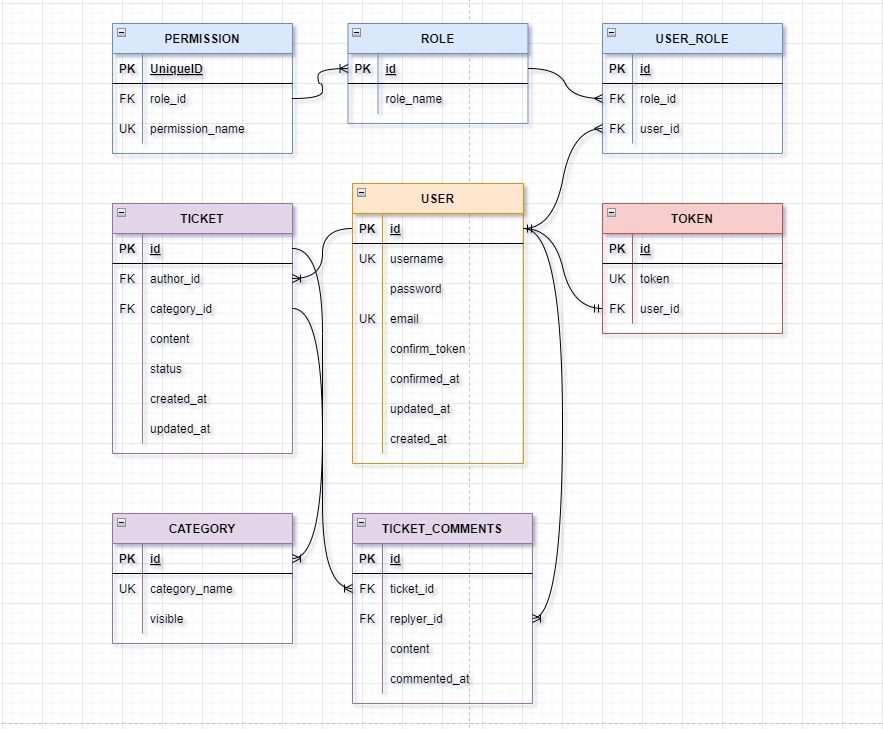 PERMISSION
PK UniqueID
FK role_id
UK permission_name
ROLE
PK id
role_name
USER_ROLE
PK id
FK role_id
FK user_id
TICKET
PK id
FK author_id
FK category_id
content
status
created_at
updated_at
USER
PK id
UK username
password
UK email
confirm_token
confirmed_at
updated_at
created_at
TOKEN
PK id
UK token
FK user_id
CATEGORY
PK id
UK category_name
visible
TICKET_COMMENTS
PK id
FK ticket_id
FK replyer_id
content
commented_at